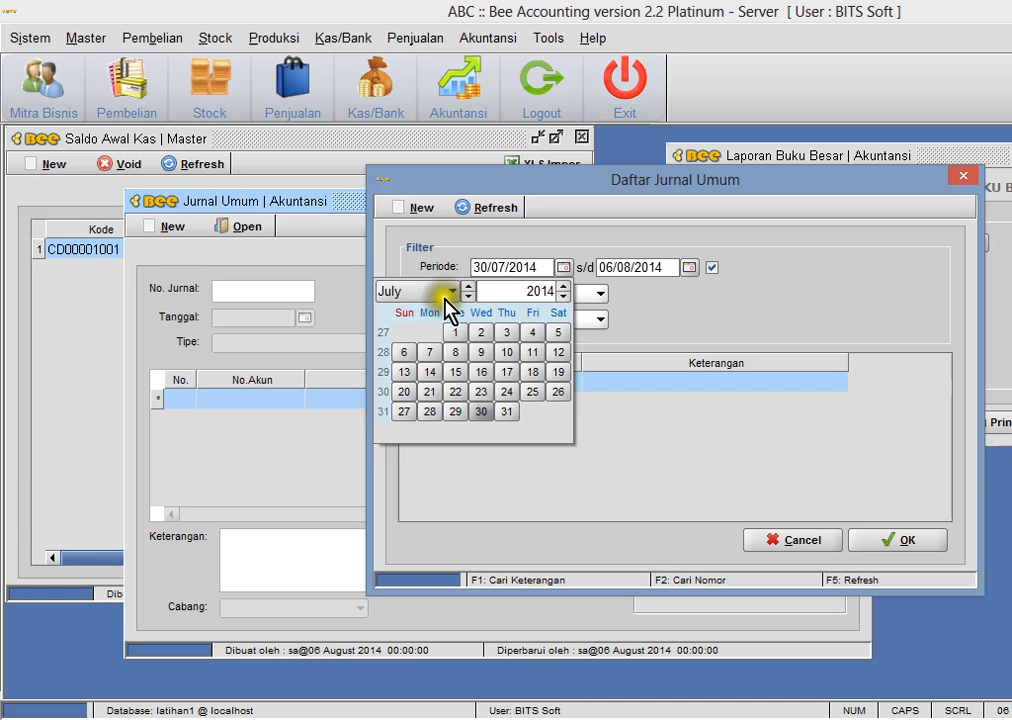 ABC :: Bee Accounting version 2.2 Platinum - Server [ User : BITS Soft ]
Sistem Master Pembelian Stock Produksi Kas/Bank Penjualan Akuntansi Tools Help
Mitra Bisnis Pembelian Stock Penjualan Kas/Bank Akuntansi Logout Exit
Bee Saldo Awal Kas | Master
New Void Refresh
Kode
1 CD00001001
Bee Laporan Buku Besar | Akuntansi
KU B
Prin
Bee Jurnal Umum | Akuntansi
New Open
No. Jurnal:
Tanggal:
Tipe:
No. No.Akun
*
Keterangan:
Cabang:
Dibuat oleh : sa@06 August 2014 00:00:00 Diperbarui oleh : sa@06 August 2014 00:00:00
Daftar Jurnal Umum
New Refresh
Filter
Periode: 30/07/2014 s/d 06/08/2014
July 2014
Sun Mon Wed Thu Fri Sat
27 1 2 3 4 5
28 6 7 8 9 10 11 12
29 13 14 15 16 17 18 19
30 20 21 22 23 24 25 26
31 27 28 29 30 31
Keterangan
Cancel OK
F1: Cari Keterangan F2: Cari Nomor F5: Refresh
Database: latihan1 @ localhost User: BITS Soft NUM CAPS SCRL 06